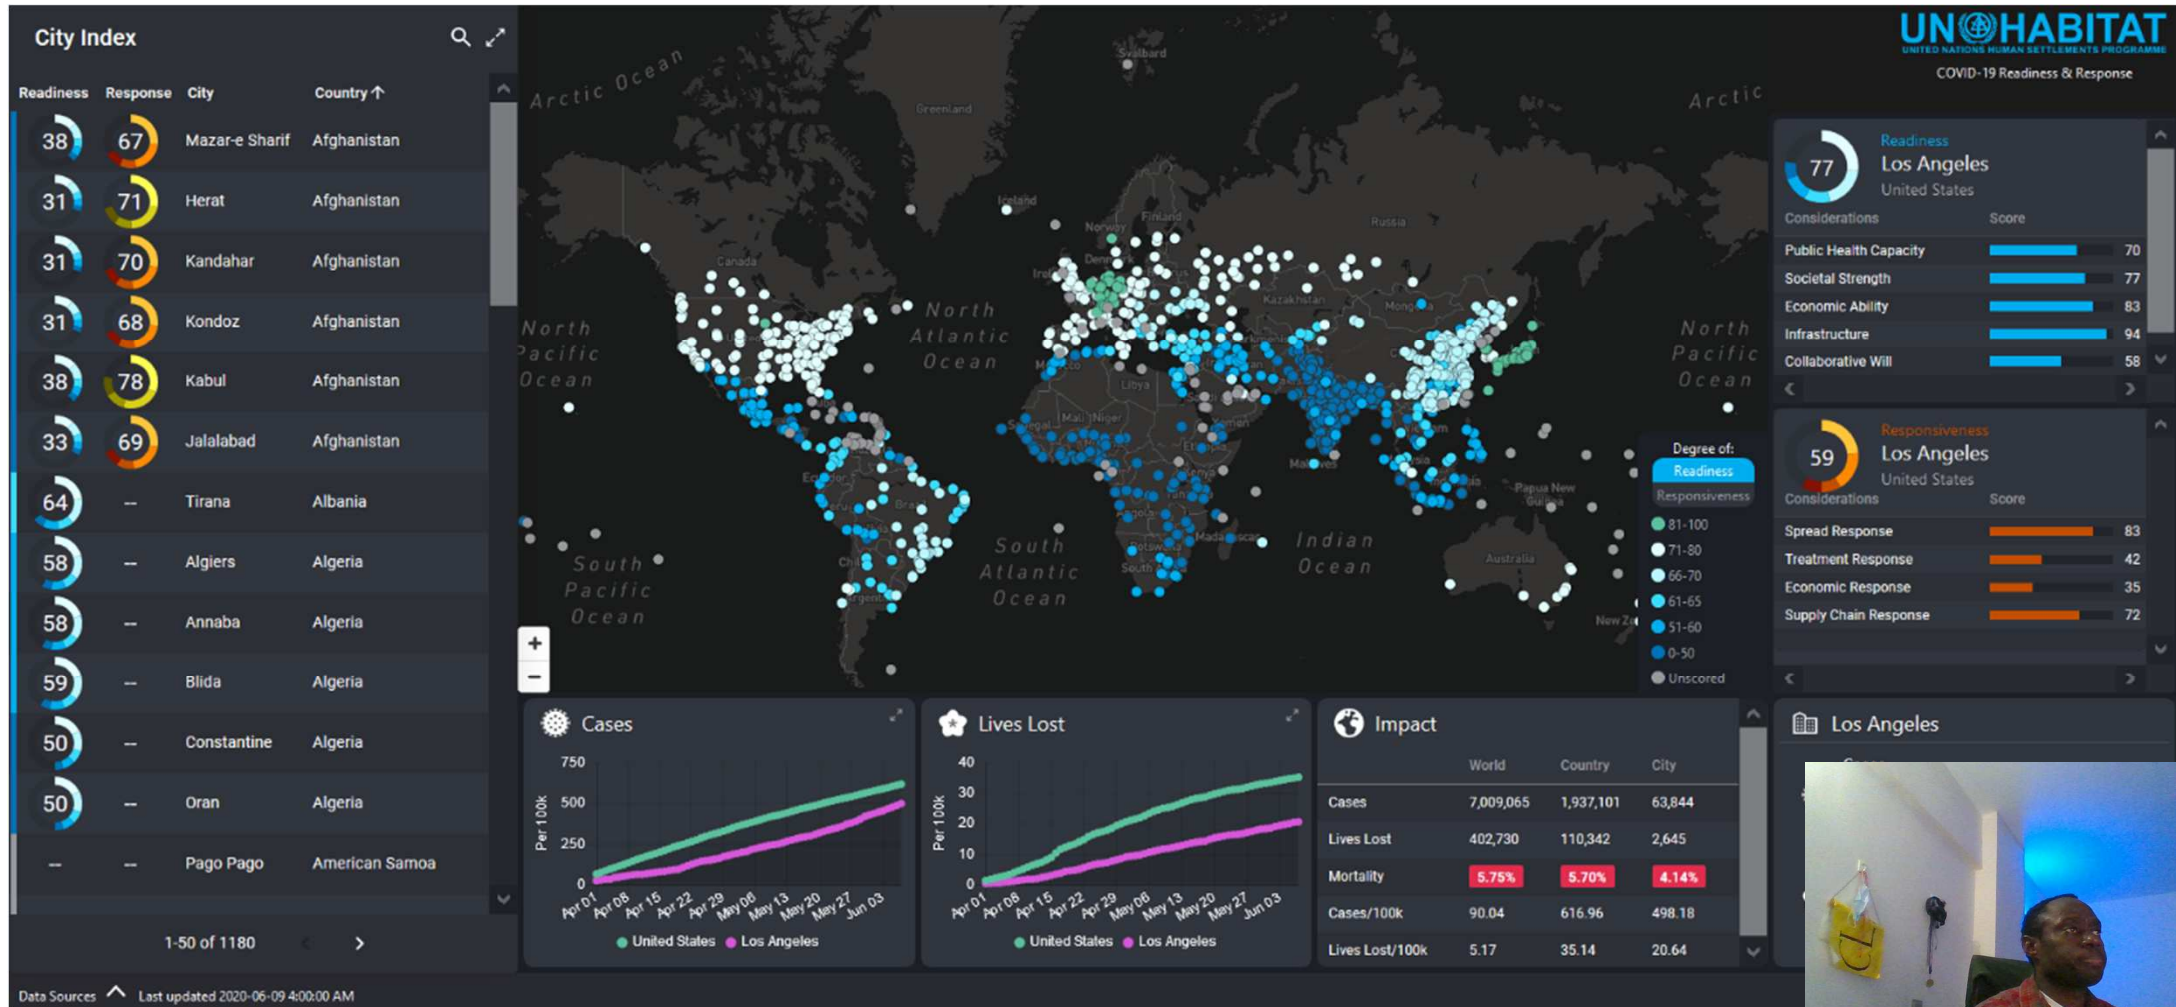 City Index
Readiness Response City Country
38 67 Mazar-e Sharif Afghanistan
31 71 Herat Afghanistan
31 70 Kandahar Afghanistan
31 68 Kondoz Afghanistan
38 78 Kabul Afghanistan
33 69 Jalalabad Afghanistan
64 -- Tirana Albania
58 -- Algiers Algeria
58 -- Annaba Algeria
59 -- Blida Algeria
50 -- Constantine Algeria
50 -- Oran Algeria
-- -- Pago Pago American Samoa
1-50 of 1180
Data Sources Last updated 2020-06-09 4:00:00 AM
Arctic Ocean
Svalbard
Greenland
Arctic
Iceland
Norway
Finland
Russia
Canada
Kazakhstan
North
Pacific
Ocean
North
Atlantic
Ocean
North
Pacific
Ocean
Libya
Mali Niger
Papua New
Guinea
South
Pacific
Ocean
South
Atlantic
Ocean
Indian
Ocean
Australia
+
−
UN HABITAT
UNITED NATIONS HUMAN SETTLEMENTS PROGRAMME
COVID-19 Readiness & Response
Degree of:
Readiness
Responsiveness
81-100
71-80
66-70
61-65
51-60
0-50
Unscored
77
Readiness
Los Angeles
United States
Considerations Score
Public Health Capacity 70
Societal Strength 77
Economic Ability 83
Infrastructure 94
Collaborative Will 58
59
Responsiveness
Los Angeles
United States
Considerations Score
Spread Response 83
Treatment Response 42
Economic Response 35
Supply Chain Response 72
Cases
Per 100k
750
500
250
0
Apr 01 Apr 08 Apr 15 Apr 22 Apr 29 May 06 May 13 May 20 May 27 Jun 03
United States Los Angeles
Lives Lost
Per 100k
40
30
20
10
0
Apr 01 Apr 08 Apr 15 Apr 22 Apr 29 May 06 May 13 May 20 May 27 Jun 03
United States Los Angeles
Impact
World Country City
Cases 7,009,065 1,937,101 63,844
Lives Lost 402,730 110,342 2,645
Mortality 5.75% 5.70% 4.14%
Cases/100k 90.04 616.96 498.18
Lives Lost/100k 5.17 35.14 20.64
Los Angeles